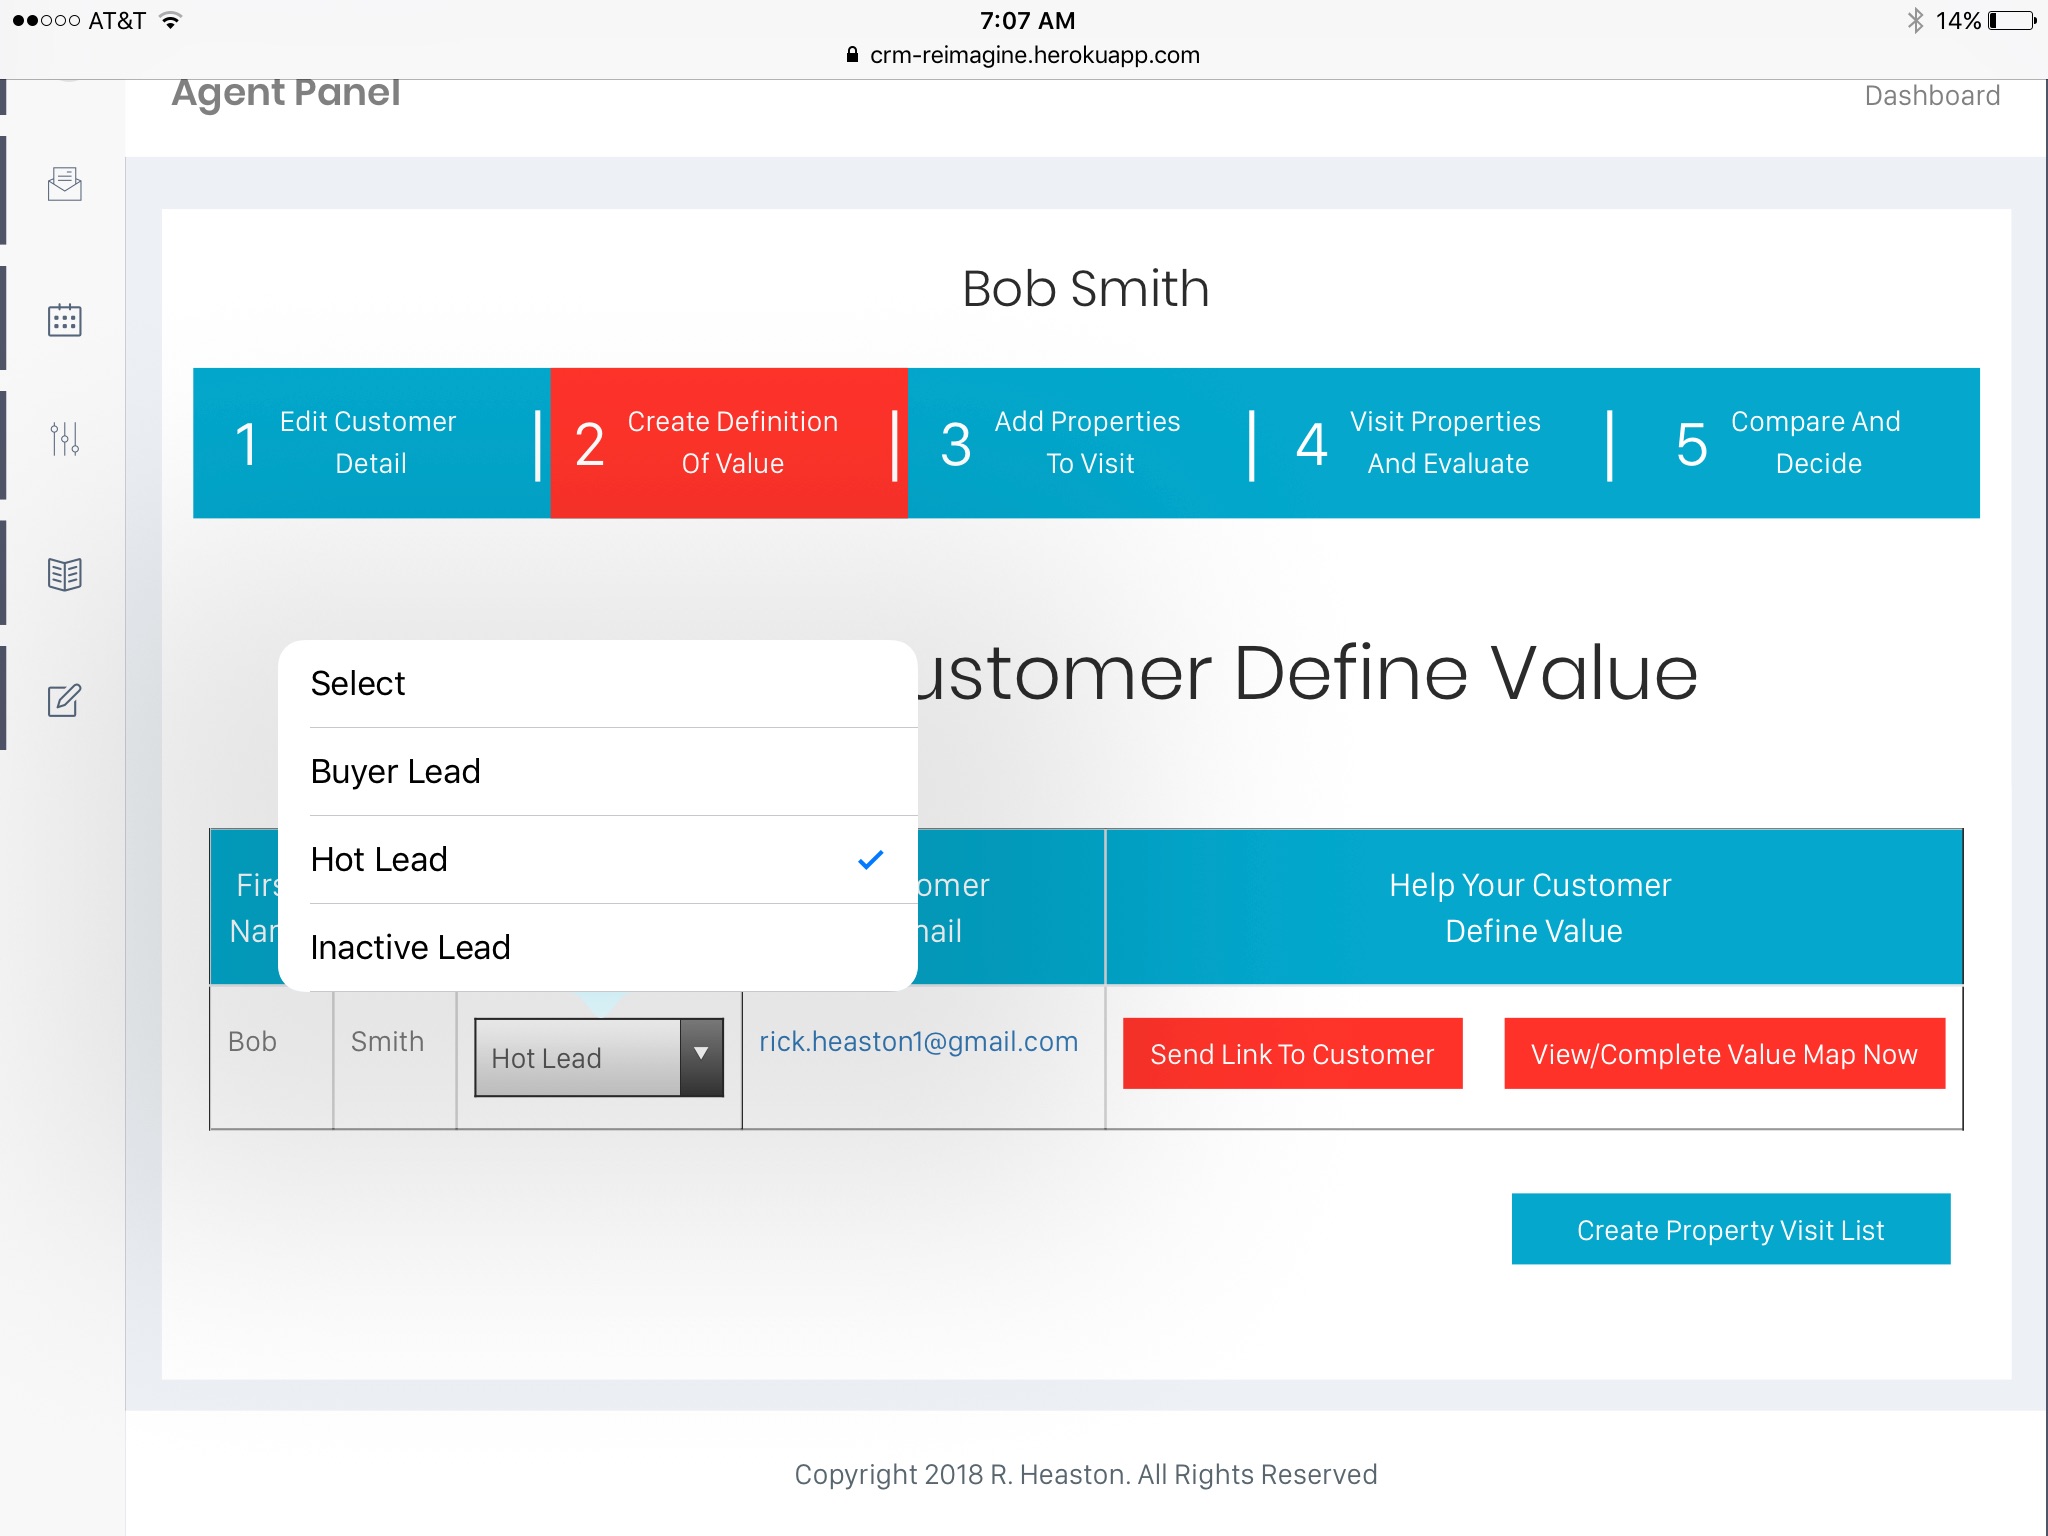 AT&T 7:07 AM 14%
crm-reimagine.herokuapp.com
Agent Panel Dashboard
Bob Smith
1 Edit Customer Detail
2 Create Definition Of Value
3 Add Properties To Visit
4 Visit Properties And Evaluate
5 Compare And Decide
ustomer Define Value
Select
Buyer Lead
Hot Lead
Inactive Lead
Help Your Customer
Define Value
Bob Smith Hot Lead rick.heaston1@gmail.com Send Link To Customer View/Complete Value Map Now
Create Property Visit List
Copyright 2018 R. Heaston. All Rights Reserved